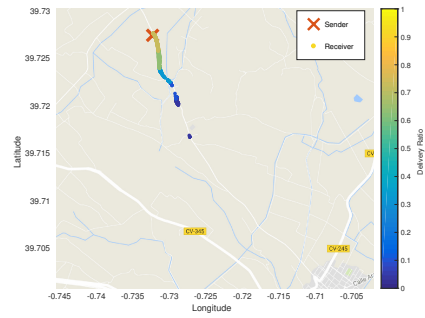 39.73
39.725
39.72
39.715
39.71
39.705
Latitude
-0.745
-0.74
-0.735
-0.73
-0.725
-0.72
-0.715
-0.71
-0.705
Longitude
Sender
Receiver
CV
CV-345
CV-245
Calle At
1
0.9
0.8
0.7
0.6
0.5
0.4
0.3
0.2
0.1
0
Delivery Ratio